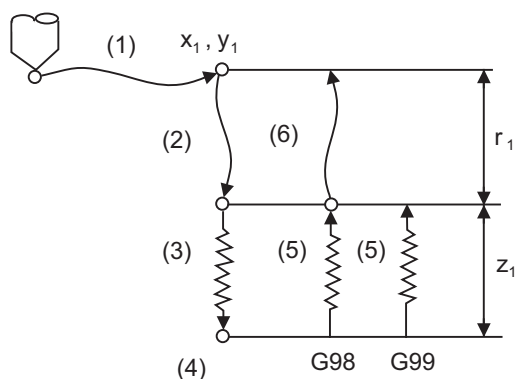 (1)
x₁ , y₁
(2)
(6)
r₁
(3)
(5)
(5)
z₁
(4)
G98
G99